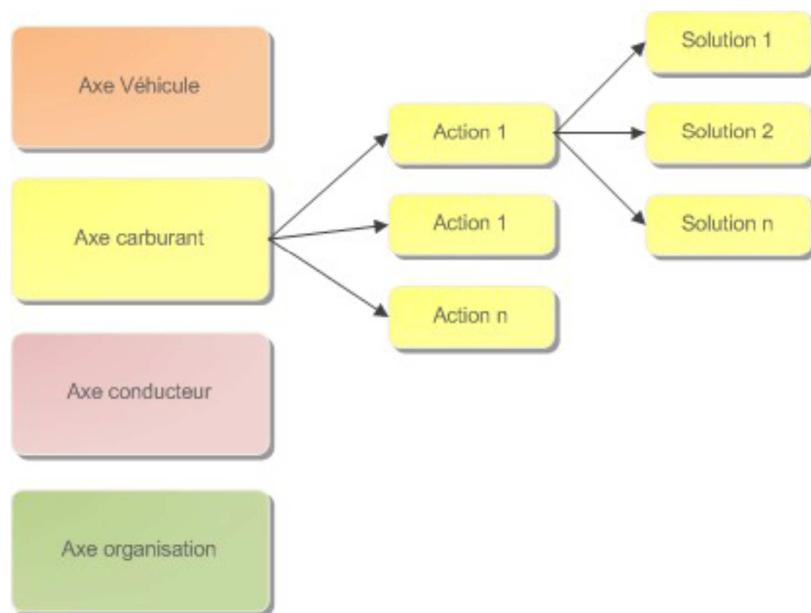 Axe Véhicule
Axe carburant
Axe conducteur
Axe organisation
Action 1
Action 1
Action n
Solution 1
Solution 2
Solution n